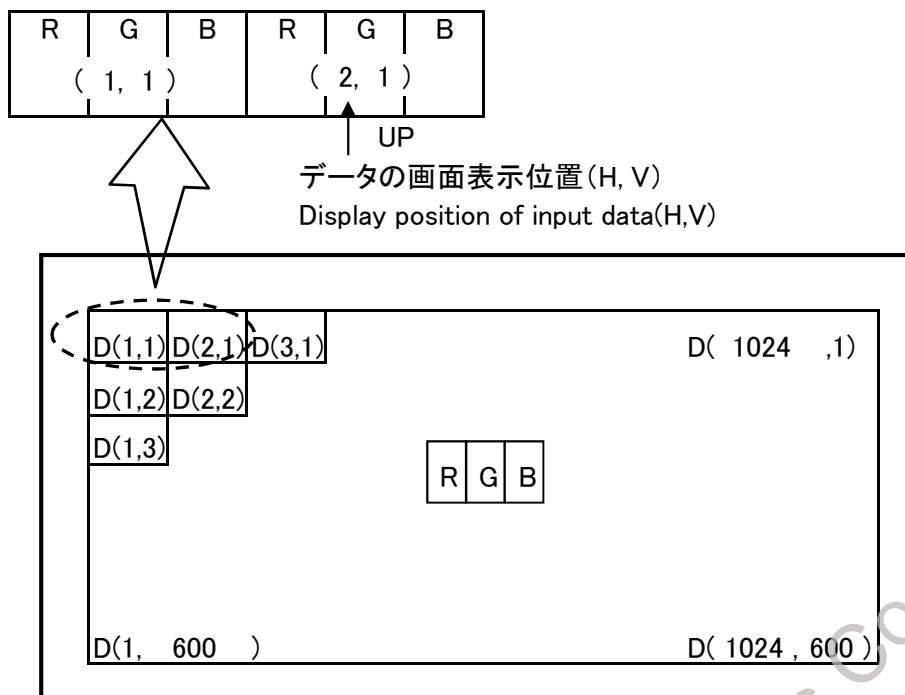 R G B R G B
( 1, 1 ) ( 2, 1 )
UP
データの画面表示位置(H, V)
Display position of input data(H,V)
D(1,1) D(2,1) D(3,1) D( 1024 ,1)
D(1,2) D(2,2)
D(1,3)
R G B
D(1, 600 ) D( 1024 , 600 )